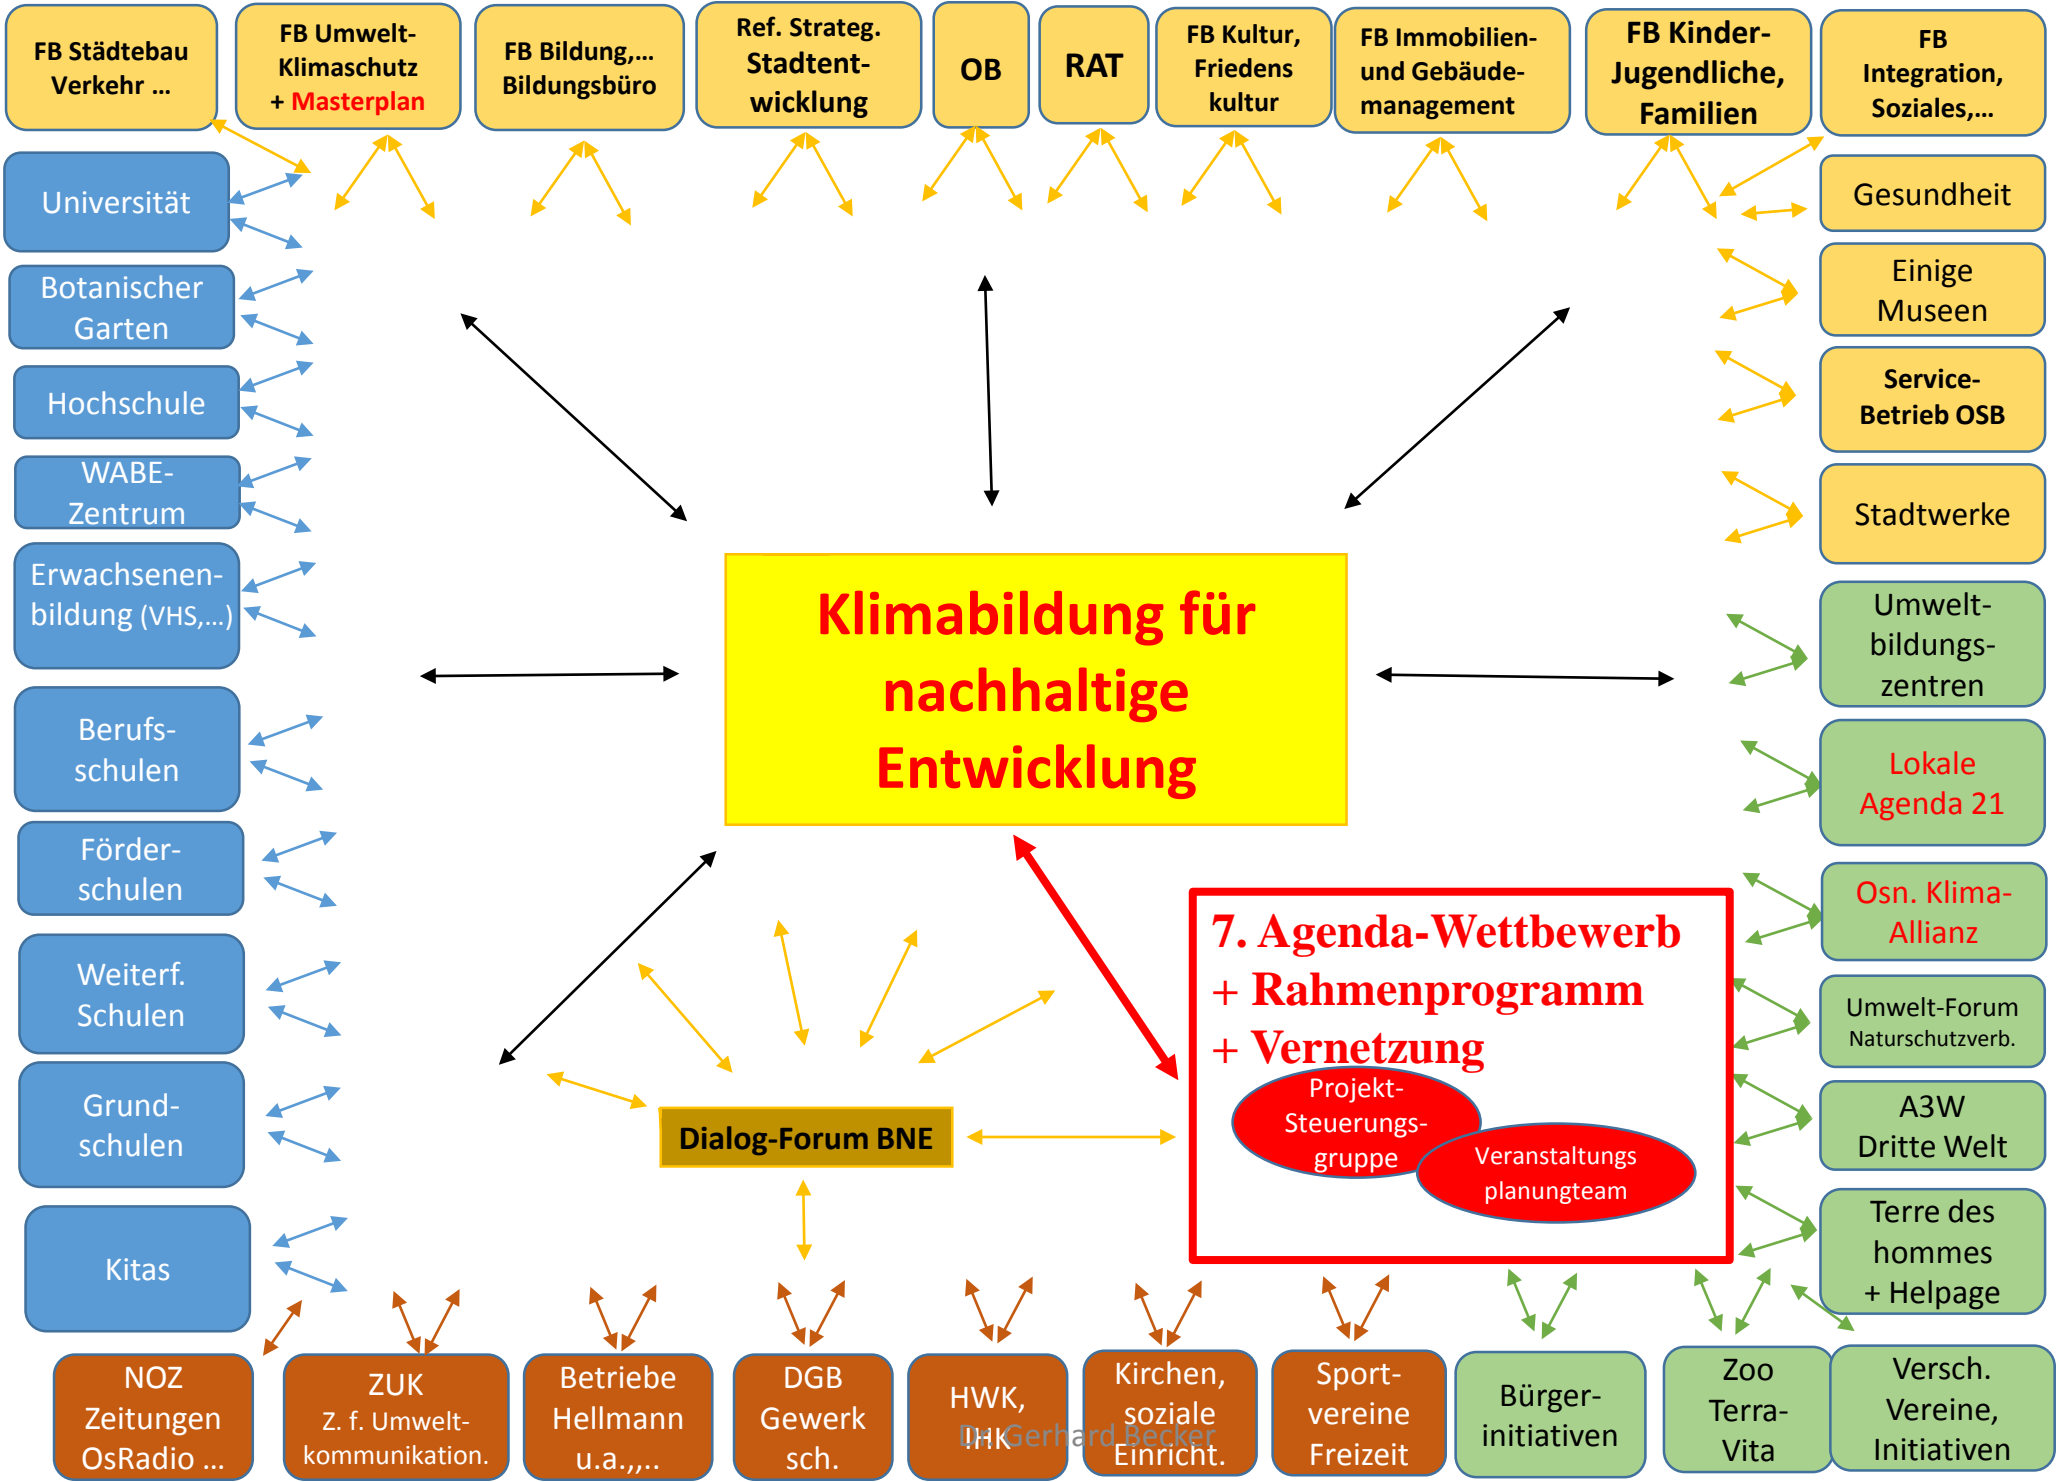 FB Städtebau
Verkehr ...
FB Umwelt-
Klimaschutz
+ Masterplan
FB Bildung,...
Bildungsbüro
Ref. Strateg.
Stadtent-
wicklung
OB
RAT
FB Kultur,
Friedens
kultur
FB Immobilien-
und Gebäude-
management
FB Kinder-
Jugendliche,
Familien
FB
Integration,
Soziales,...
Universität
Botanischer
Garten
Hochschule
WABE-
Zentrum
Erwachsenen-
bildung (VHS,...)
Berufs-
schulen
Förder-
schulen
Weiterf.
Schulen
Grund-
schulen
Kitas
Gesundheit
Einige
Museen
Service-
Betrieb OSB
Stadtwerke
Umwelt-
bildungs-
zentren
Lokale
Agenda 21
Osn. Klima-
Allianz
Umwelt-Forum
Naturschutzverb.
A3W
Dritte Welt
Terre des
hommes
+ Helpage
Klimabildung für
nachhaltige
Entwicklung
7. Agenda-Wettbewerb
+ Rahmenprogramm
+ Vernetzung
Projekt-
Steuerungs-
gruppe
Veranstaltungs
planungteam
Dialog-Forum BNE
NOZ
Zeitungen
OsRadio ...
ZUK
Z. f. Umwelt-
kommunikation.
Betriebe
Hellmann
u.a.,,..
DGB
Gewerk
sch.
HWK,
IHK
Kirchen,
soziale
Einricht.
Sport-
vereine
Freizeit
Bürger-
initiativen
Zoo
Terra-
Vita
Versch.
Vereine,
Initiativen
Dr. Gerhard Becker